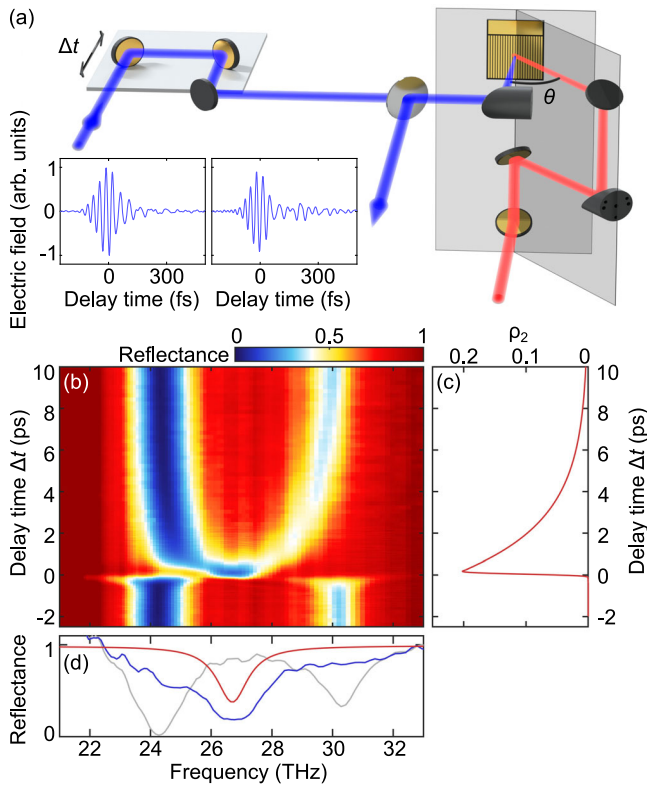 (a)
Δt
θ
Electric field (arb. units)
1
0
-1
0 300
0 300
Delay time (fs)
Delay time (fs)
Reflectance
0 0.5 1
ρ2
0.2 0.1 0
(b)
(c)
10
8
6
4
2
0
-2
Delay time Δt (ps)
10
8
6
4
2
0
-2
Delay time Δt (ps)
(d)
Reflectance
1
0
22 24 26 28 30 32
Frequency (THz)